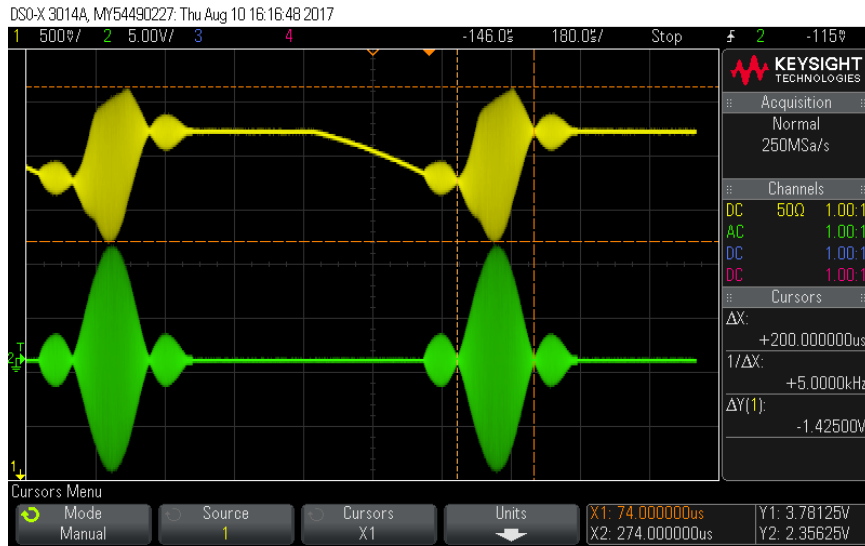 DSO-X 3014A, MY54490227: Thu Aug 10 16:16:48 2017
1 500mV/ 2 5.00V/ 3 4 -146.0us 180.0us/ Stop 2 -115mV
KEYSIGHT
TECHNOLOGIES
Acquisition
Normal
250MSa/s
Channels
DC 50Ω 1.00:1
AC 1.00:1
DC 1.00:1
DC 1.00:1
Cursors
ΔX:
+200.000000us
1/ΔX:
+5.0000kHz
ΔY(1):
-1.42500V
T
2
1
Cursors Menu
Mode
Manual
Source
1
Cursors
X1
Units
X1: 74.000000us
X2: 274.000000us
Y1: 3.78125V
Y2: 2.35625V